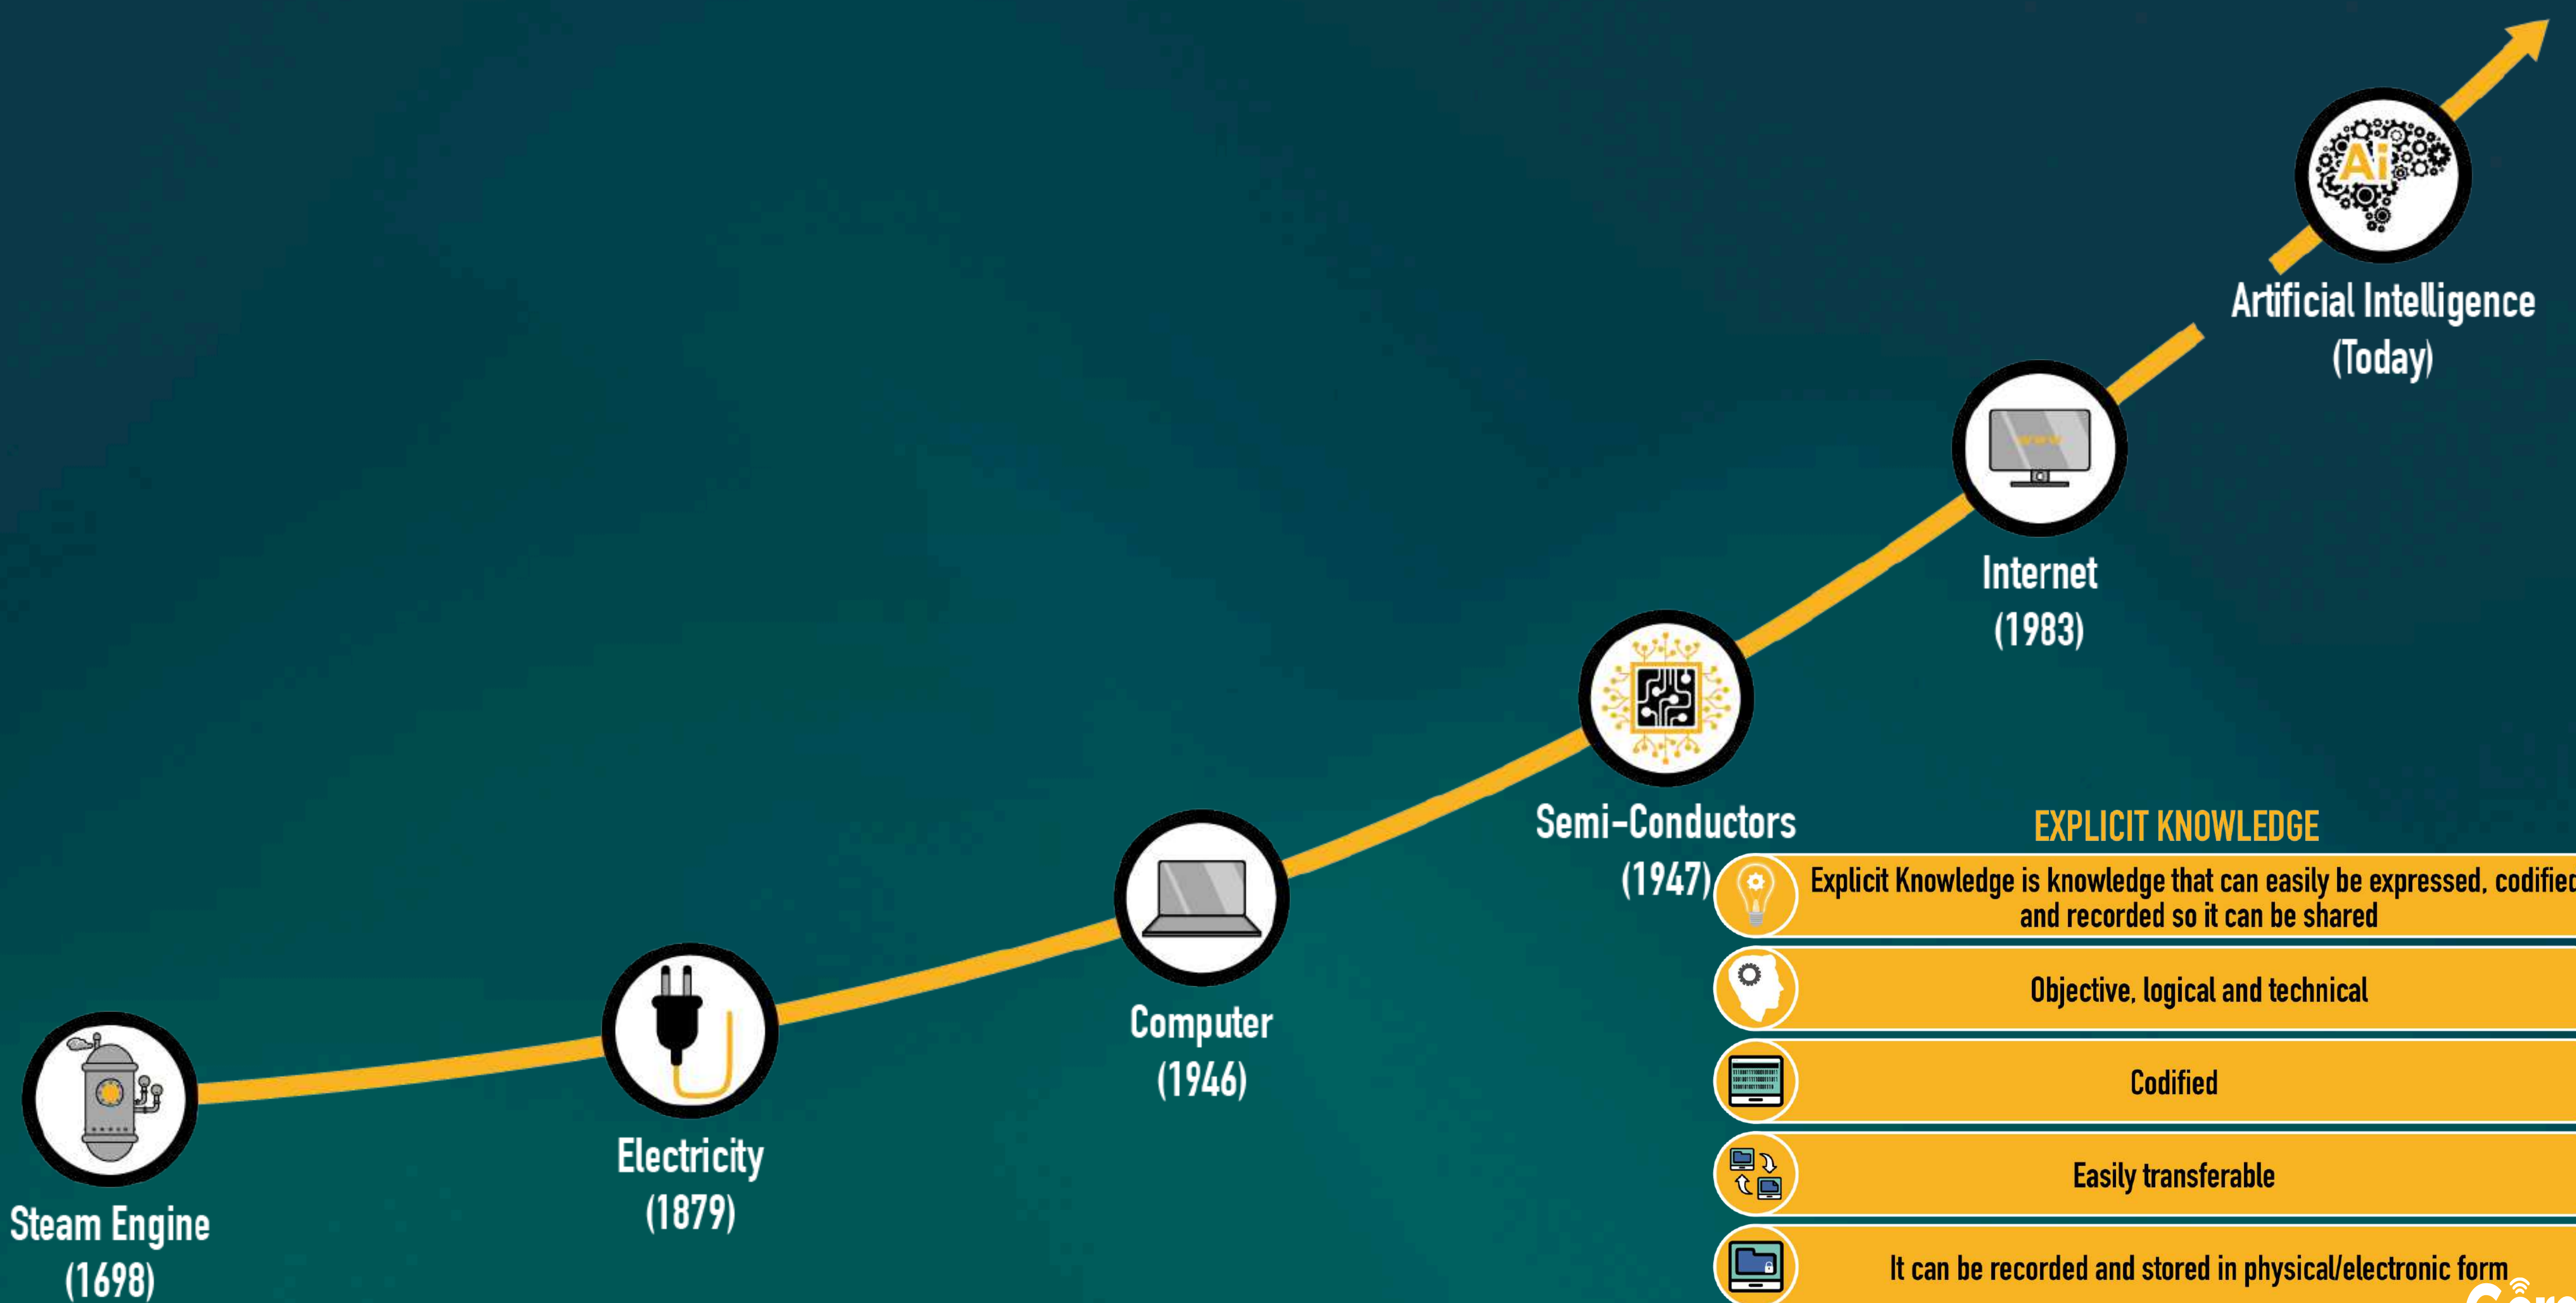 Ai
Artificial Intelligence
(Today)
Internet
(1983)
Semi-Conductors
(1947)
Computer
(1946)
Electricity
(1879)
Steam Engine
(1698)
EXPLICIT KNOWLEDGE
Explicit Knowledge is knowledge that can easily be expressed, codified
and recorded so it can be shared
Objective, logical and technical
Codified
Easily transferable
It can be recorded and stored in physical/electronic form